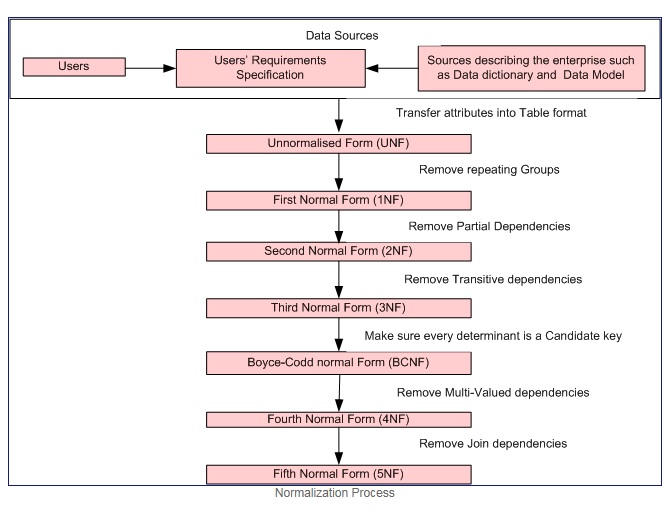 Data Sources
Users
Users' Requirements
Specification
Sources describing the enterprise such
as Data dictionary and Data Model
Transfer attributes into Table format
Unnormalised Form (UNF)
Remove repeating Groups
First Normal Form (1NF)
Remove Partial Dependencies
Second Normal Form (2NF)
Remove Transitive dependencies
Third Normal Form (3NF)
Make sure every determinant is a Candidate key
Boyce-Codd normal Form (BCNF)
Remove Multi-Valued dependencies
Fourth Normal Form (4NF)
Remove Join dependencies
Fifth Normal Form (5NF)
Normalization Process